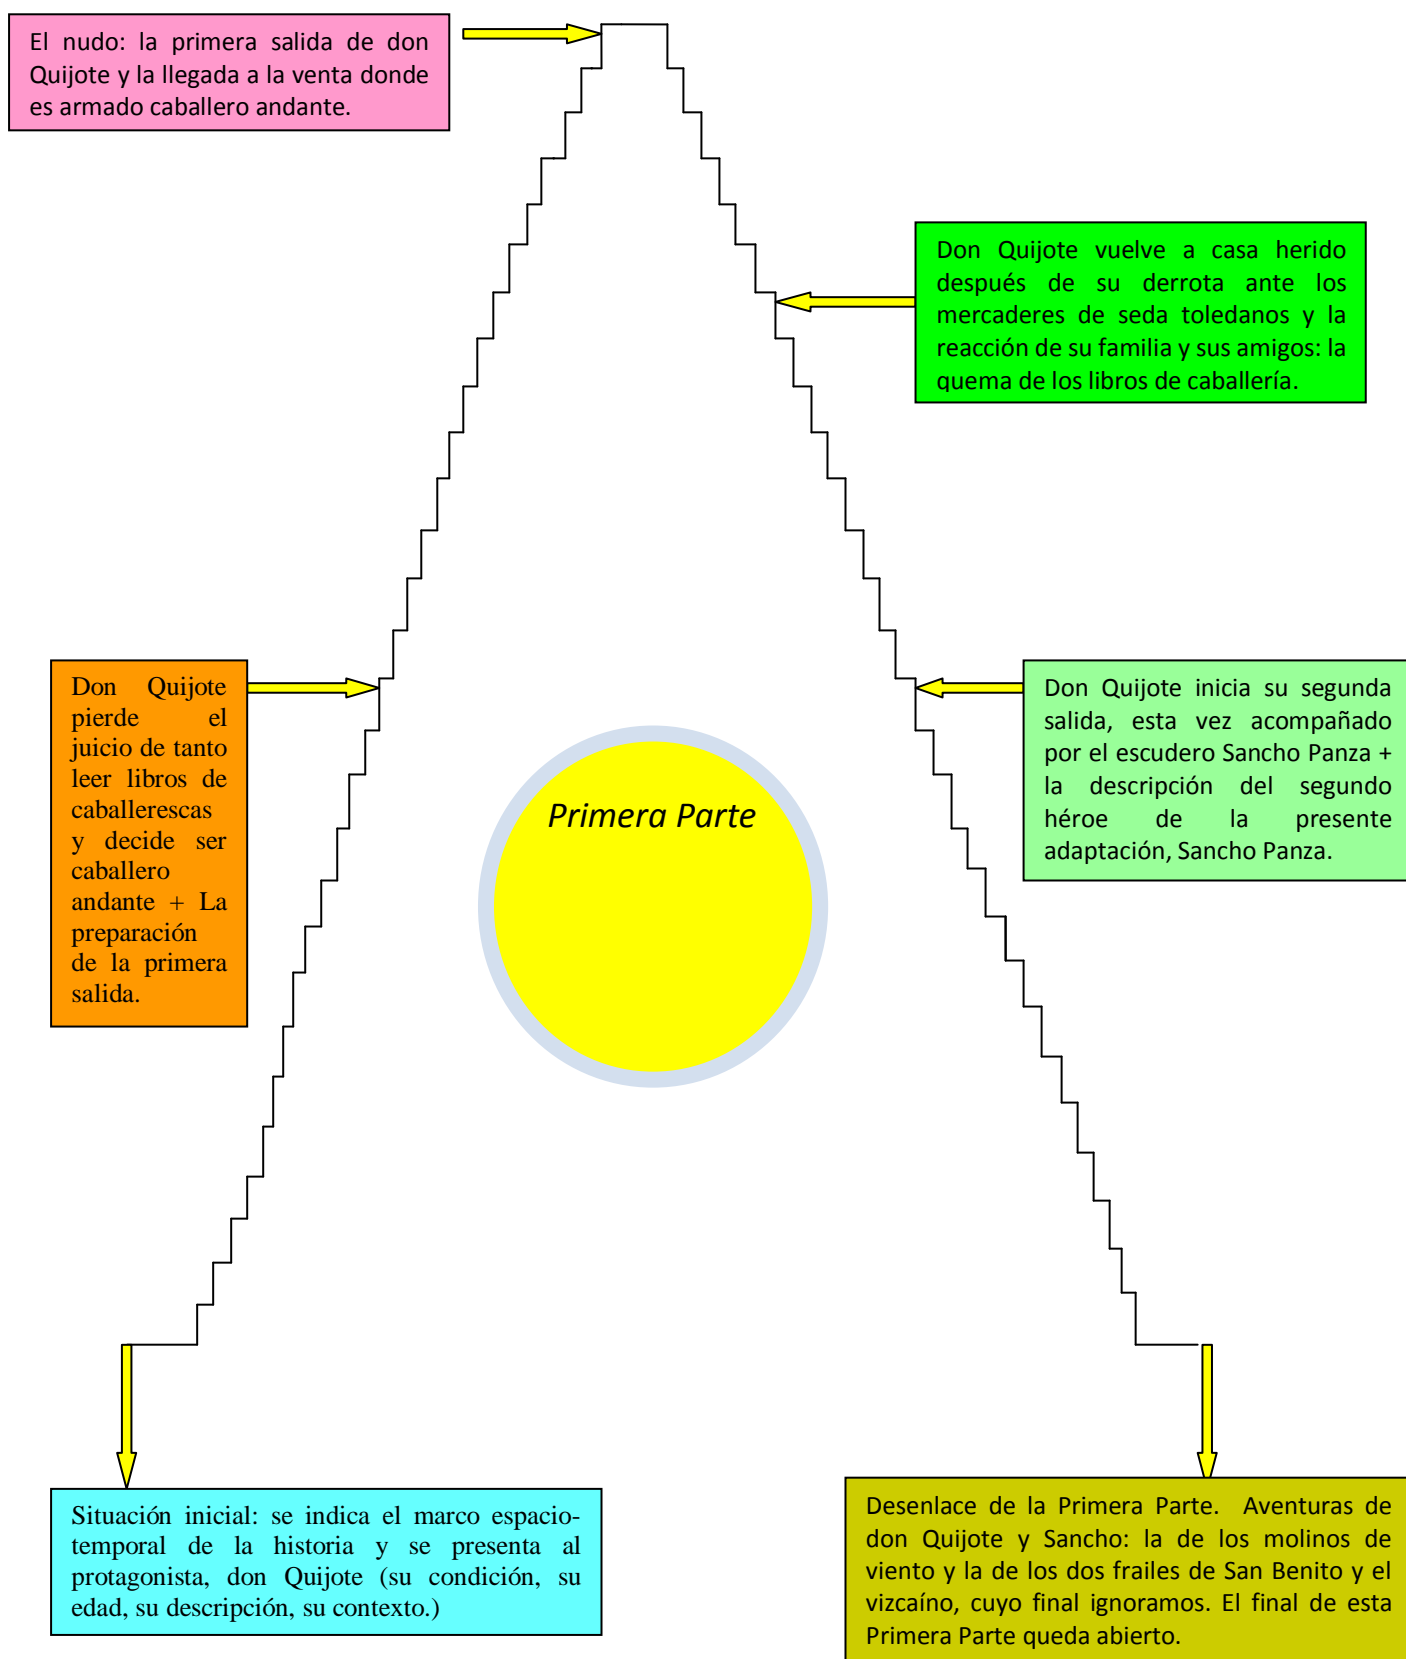 El nudo: la primera salida de don
Quijote y la llegada a la venta donde
es armado caballero andante.
Don Quijote vuelve a casa herido
después de su derrota ante los
mercaderes de seda toledanos y la
reacción de su familia y sus amigos: la
quema de los libros de caballería.
Don Quijote
pierde el
juicio de tanto
leer libros de
caballerescas
y decide ser
caballero
andante + La
preparación
de la primera
salida.
Don Quijote inicia su segunda
salida, esta vez acompañado
por el escudero Sancho Panza +
la descripción del segundo
héroe de la presente
adaptación, Sancho Panza.
Primera Parte
Situación inicial: se indica el marco espacio-
temporal de la historia y se presenta al
protagonista, don Quijote (su condición, su
edad, su descripción, su contexto.)
Desenlace de la Primera Parte. Aventuras de
don Quijote y Sancho: la de los molinos de
viento y la de los dos frailes de San Benito y el
vizcaíno, cuyo final ignoramos. El final de esta
Primera Parte queda abierto.